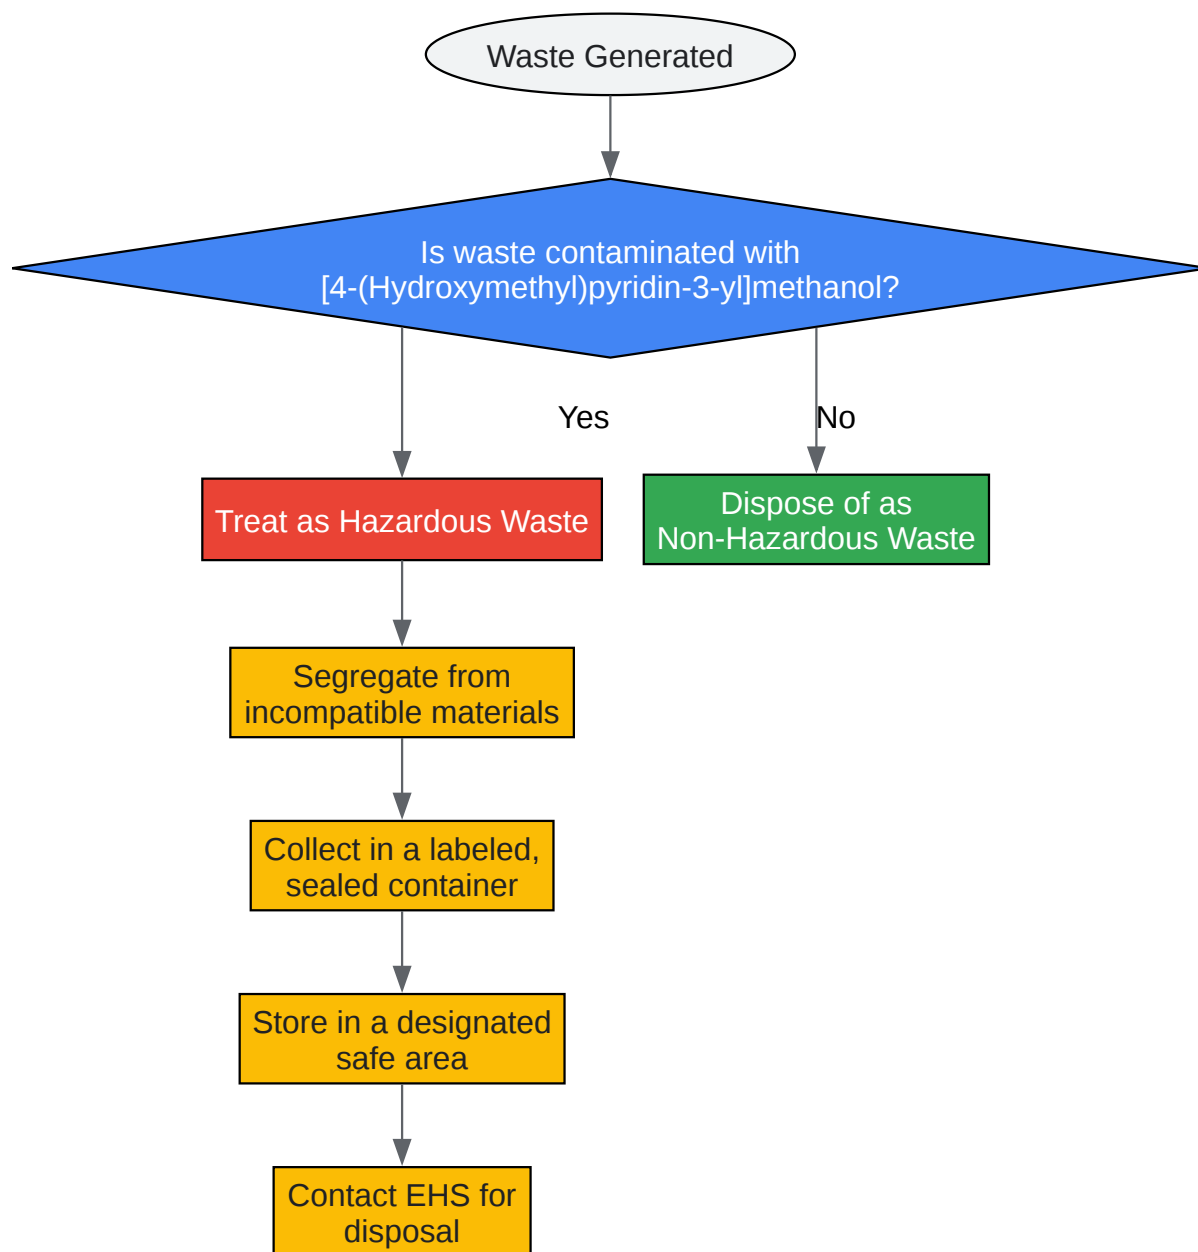 Waste Generated
Is waste contaminated with
[4-(Hydroxymethyl)pyridin-3-yl]methanol?
Yes
No
Treat as Hazardous Waste
Dispose of as
Non-Hazardous Waste
Segregate from
incompatible materials
Collect in a labeled,
sealed container
Store in a designated
safe area
Contact EHS for
disposal